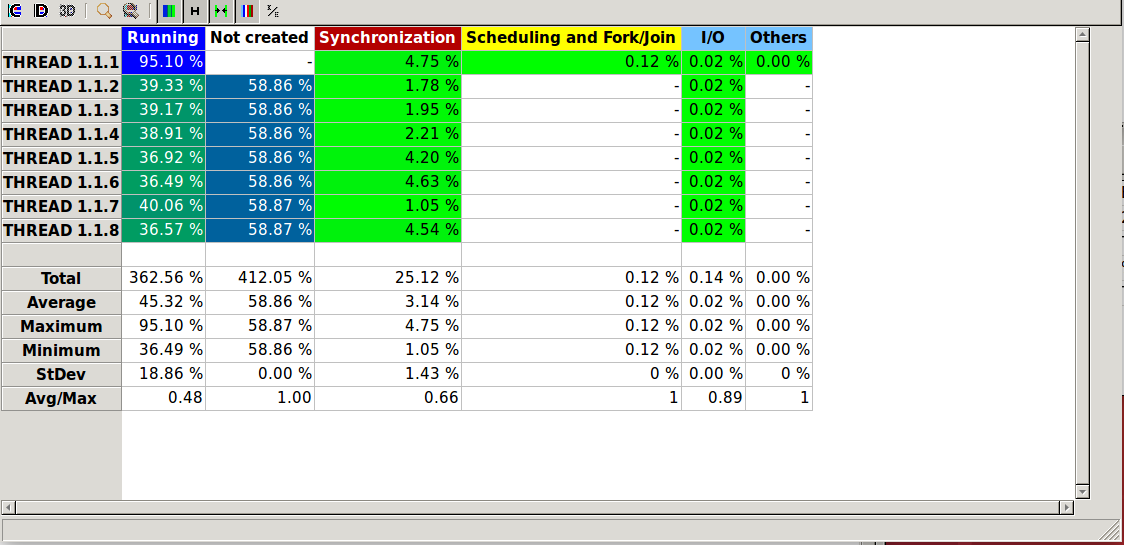 3D
H
Running Not created Synchronization Scheduling and Fork/Join I/O Others
THREAD 1.1.1 95.10 % - 4.75 % 0.12 % 0.02 % 0.00 %
THREAD 1.1.2 39.33 % 58.86 % 1.78 % - 0.02 % -
THREAD 1.1.3 39.17 % 58.86 % 1.95 % - 0.02 % -
THREAD 1.1.4 38.91 % 58.86 % 2.21 % - 0.02 % -
THREAD 1.1.5 36.92 % 58.86 % 4.20 % - 0.02 % -
THREAD 1.1.6 36.49 % 58.86 % 4.63 % - 0.02 % -
THREAD 1.1.7 40.06 % 58.87 % 1.05 % - 0.02 % -
THREAD 1.1.8 36.57 % 58.87 % 4.54 % - 0.02 % -
Total 362.56 % 412.05 % 25.12 % 0.12 % 0.14 % 0.00 %
Average 45.32 % 58.86 % 3.14 % 0.12 % 0.02 % 0.00 %
Maximum 95.10 % 58.87 % 4.75 % 0.12 % 0.02 % 0.00 %
Minimum 36.49 % 58.86 % 1.05 % 0.12 % 0.02 % 0.00 %
StDev 18.86 % 0.00 % 1.43 % 0 % 0.00 % 0 %
Avg/Max 0.48 1.00 0.66 1 0.89 1